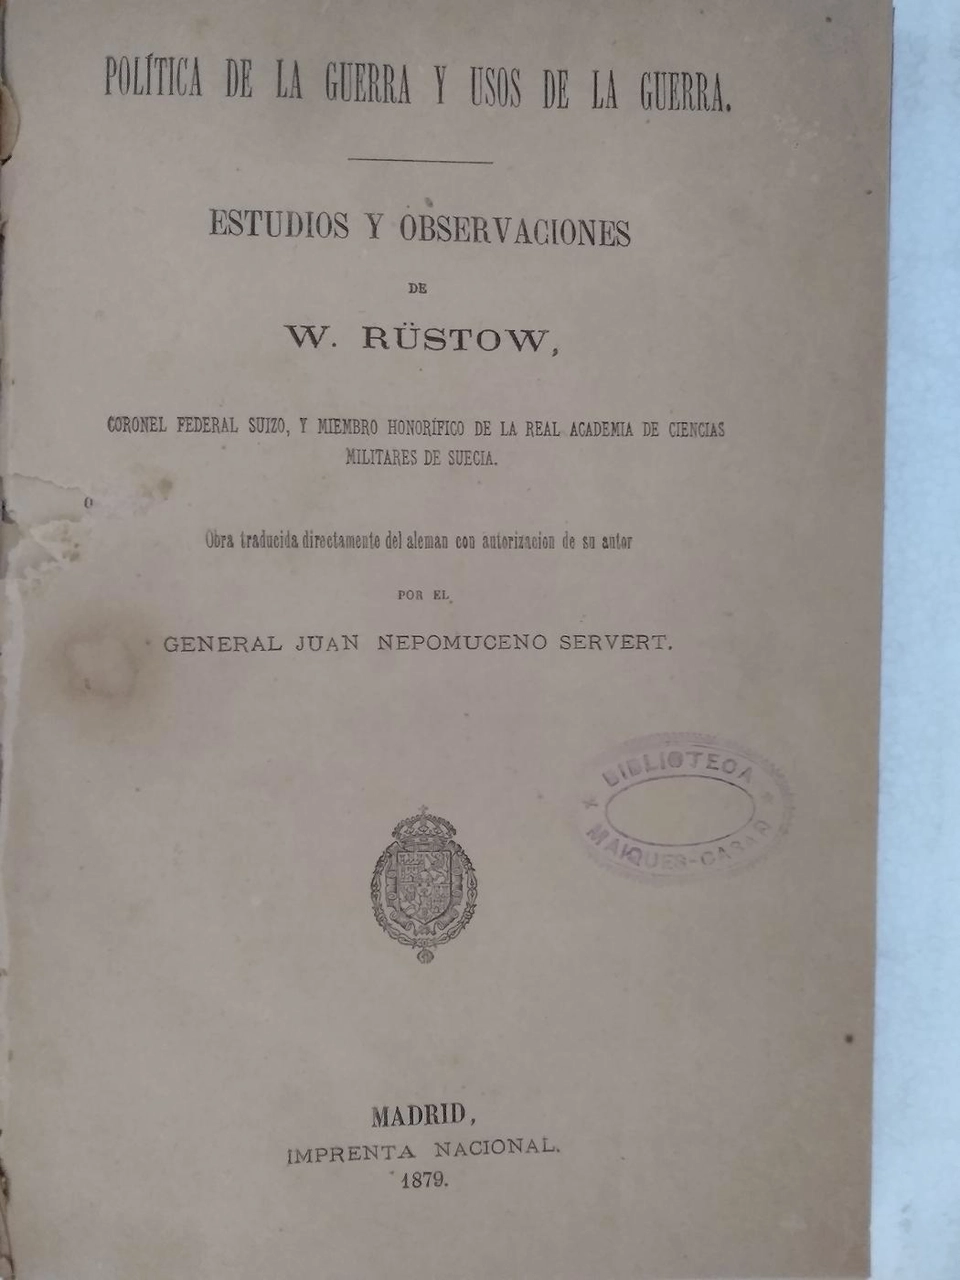 POLÍTICA DE LA GUERRA Y USOS DE LA GUERRA.
ESTUDIOS Y OBSERVACIONES
DE
W. RÜSTOW,
CORONEL FEDERAL SUIZO, Y MIEMBRO HONORÍFICO DE LA REAL ACADEMIA DE CIENCIAS
MILITARES DE SUECIA.
Obra traducida directamente del aleman con autorizacion de su autor
POR EL
GENERAL JUAN NEPOMUCENO SERVERT.
BIBLIOTECA
MAIQUES-
MADRID,
IMPRENTA NACIONAL.
1879.